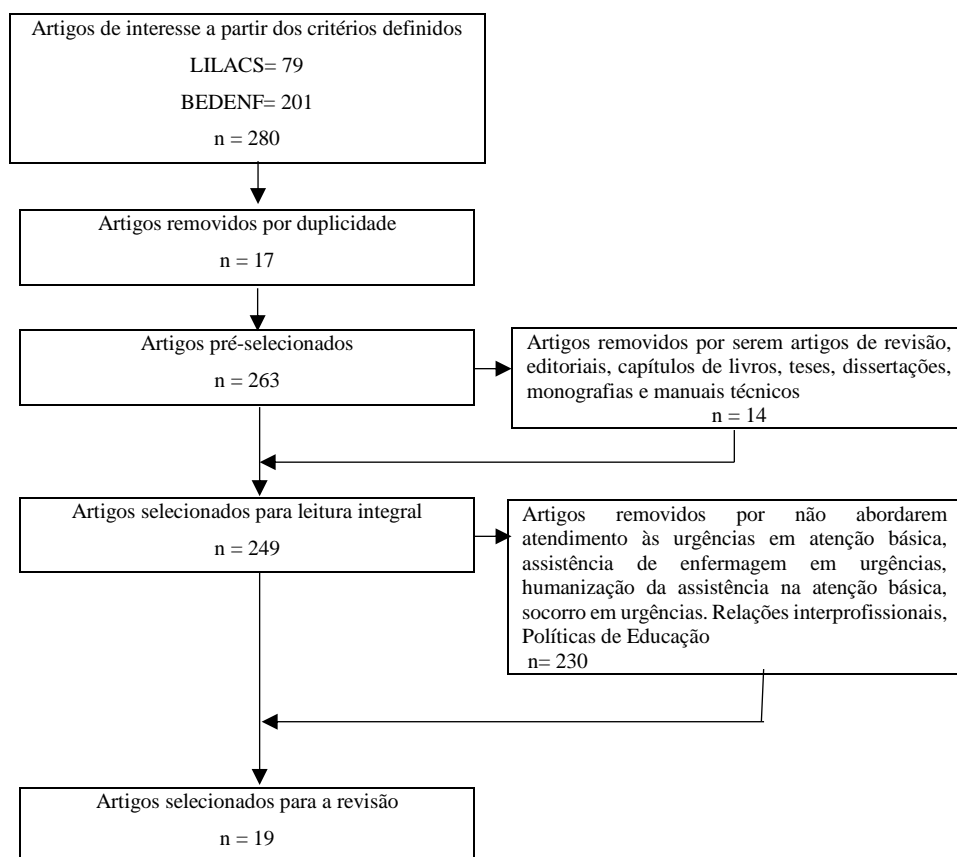 Artigos de interesse a partir dos critérios definidos
LILACS= 79
BEDENF= 201
n = 280
Artigos removidos por duplicidade
n = 17
Artigos pré-selecionados
n = 263
Artigos removidos por serem artigos de revisão,
editoriais, capítulos de livros, teses, dissertações,
monografias e manuais técnicos
n = 14
Artigos selecionados para leitura integral
n = 249
Artigos removidos por não abordarem
atendimento às urgências em atenção básica,
assistência de enfermagem em urgências,
humanização da assistência na atenção básica,
socorro em urgências. Relações interprofissionais,
Políticas de Educação
n= 230
Artigos selecionados para a revisão
n = 19